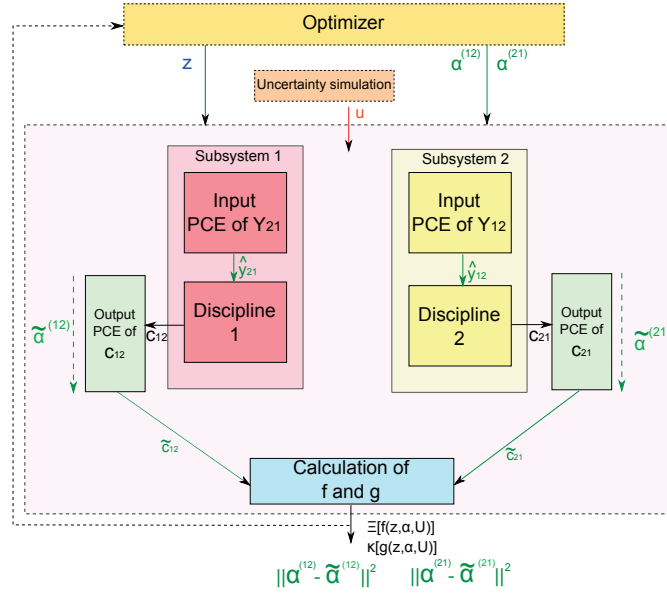 Optimizer
z
α⁽¹²⁾ α⁽²¹⁾
Uncertainty simulation
u
Subsystem 1
Input
PCE of Y₂₁
ŷ₂₁
Discipline
1
Subsystem 2
Input
PCE of Y₁₂
ŷ₁₂
Discipline
2
α̃⁽¹²⁾
Output
PCE of
c₁₂
c₁₂
c₂₁
Output
PCE of
c₂₁
α̃⁽²¹
c̃₁₂
c̃₂₁
Calculation of
f and g
Ξ[f(z,α,U)]
κ[g(z,α,U)]
||α⁽¹²⁾- α̃⁽¹²⁾||² ||α⁽²¹⁾- α̃⁽²¹⁾||²